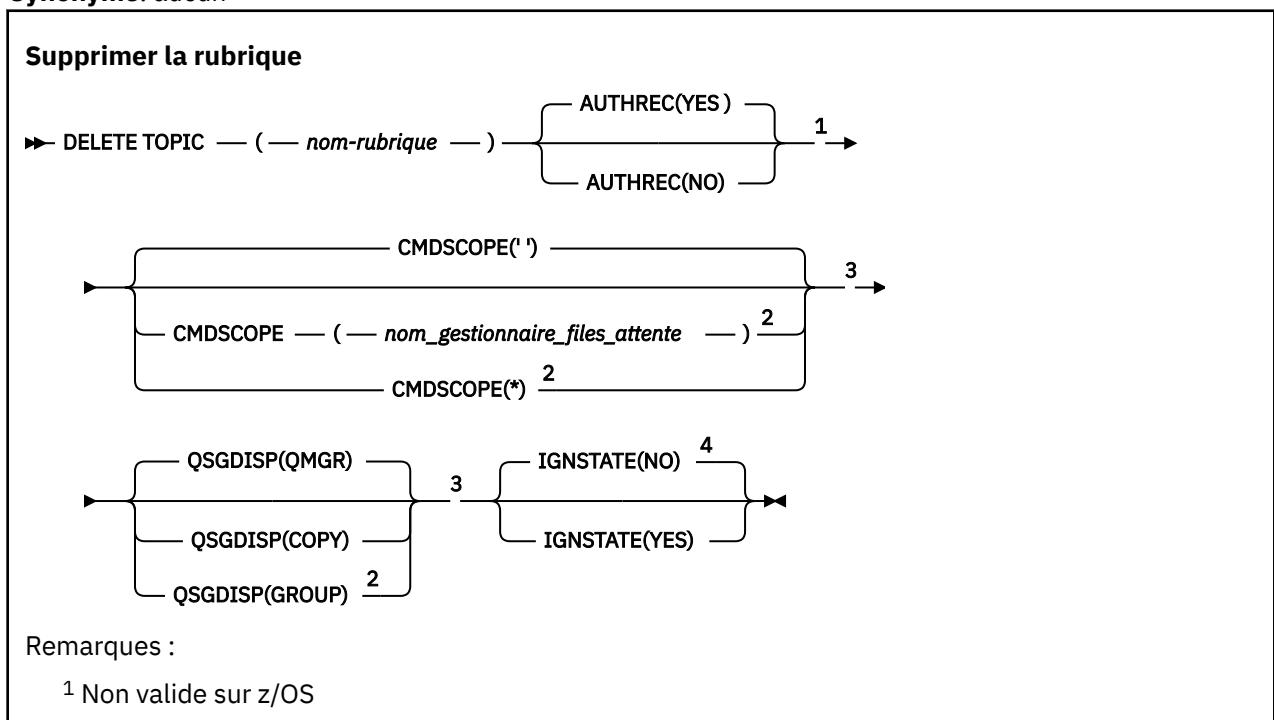 Synonyme: aucun
Supprimer la rubrique
AUTHREC(YES )
DELETE TOPIC ( nom-rubrique ) 1
AUTHREC(NO)
CMDSCOPE(' ')
3
CMDSCOPE ( nom_gestionnaire_files_attente ) 2
CMDSCOPE(*) 2
QSGDISP(QMGR) IGNSTATE(NO) 4
3
QSGDISP(COPY) IGNSTATE(YES)
QSGDISP(GROUP) 2
Remarques :
1 Non valide sur z/OS